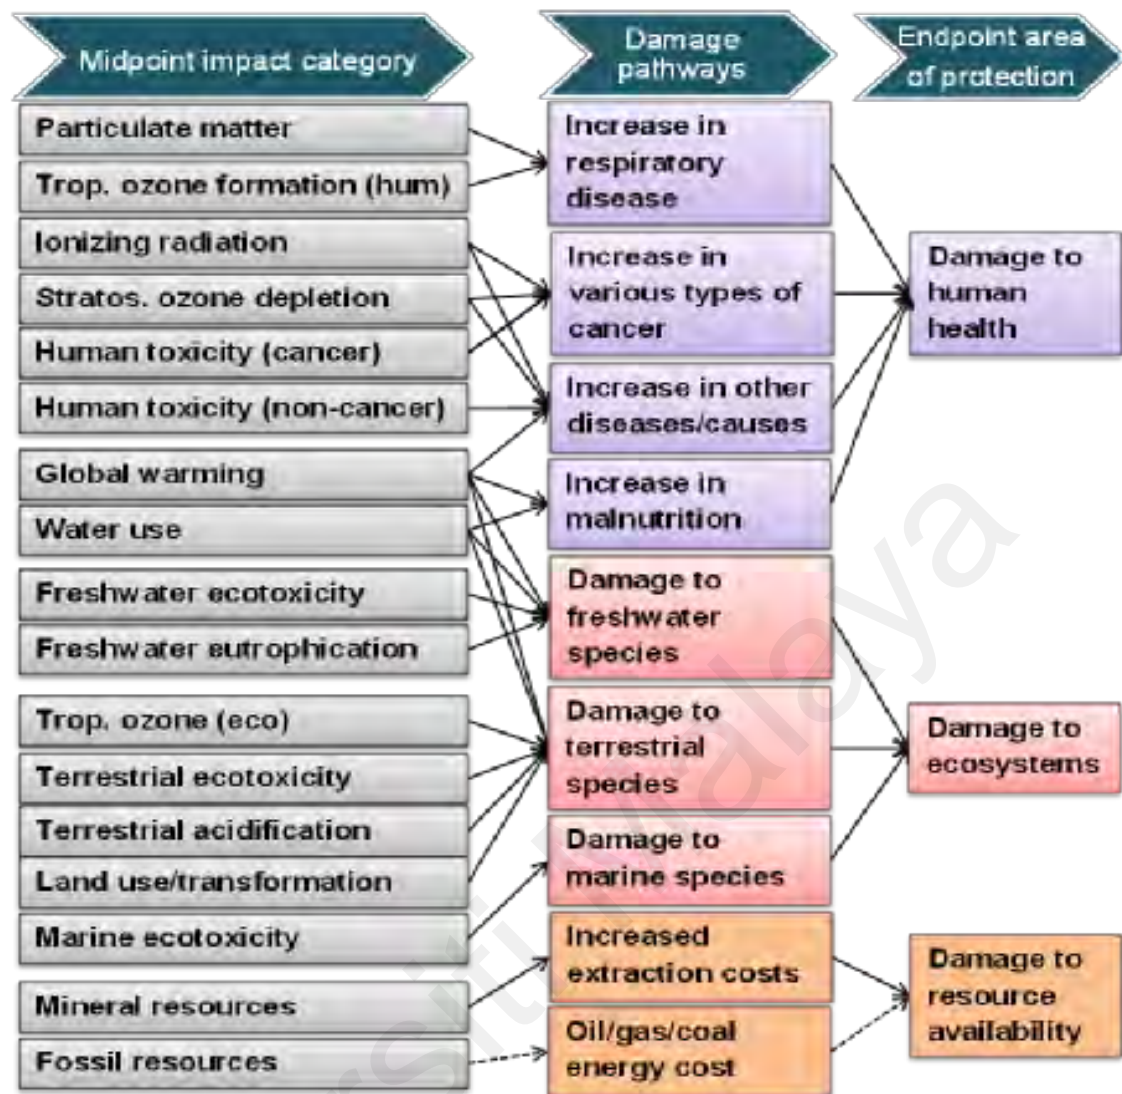 Midpoint impact category
Damage
pathways
Endpoint area
of protection
Particulate matter
Trop. ozone formation (hum)
Ionizing radiation
Stratos. ozone depletion
Human toxicity (cancer)
Human toxicity (non-cancer)
Global warming
Water use
Freshwater ecotoxicity
Freshwater eutrophication
Trop. ozone (eco)
Terrestrial ecotoxicity
Terrestrial acidification
Land use/transformation
Marine ecotoxicity
Mineral resources
Fossil resources
Increase in
respiratory
disease
Increase in
various types of
cancer
Increase in other
diseases/causes
Increase in
malnutrition
Damage to
freshwater
species
Damage to
terrestrial
species
Damage to
marine species
Increased
extraction costs
Oil/gas/coal
energy cost
Damage to
human
health
Damage to
ecosystems
Damage to
resource
availability
Malaya